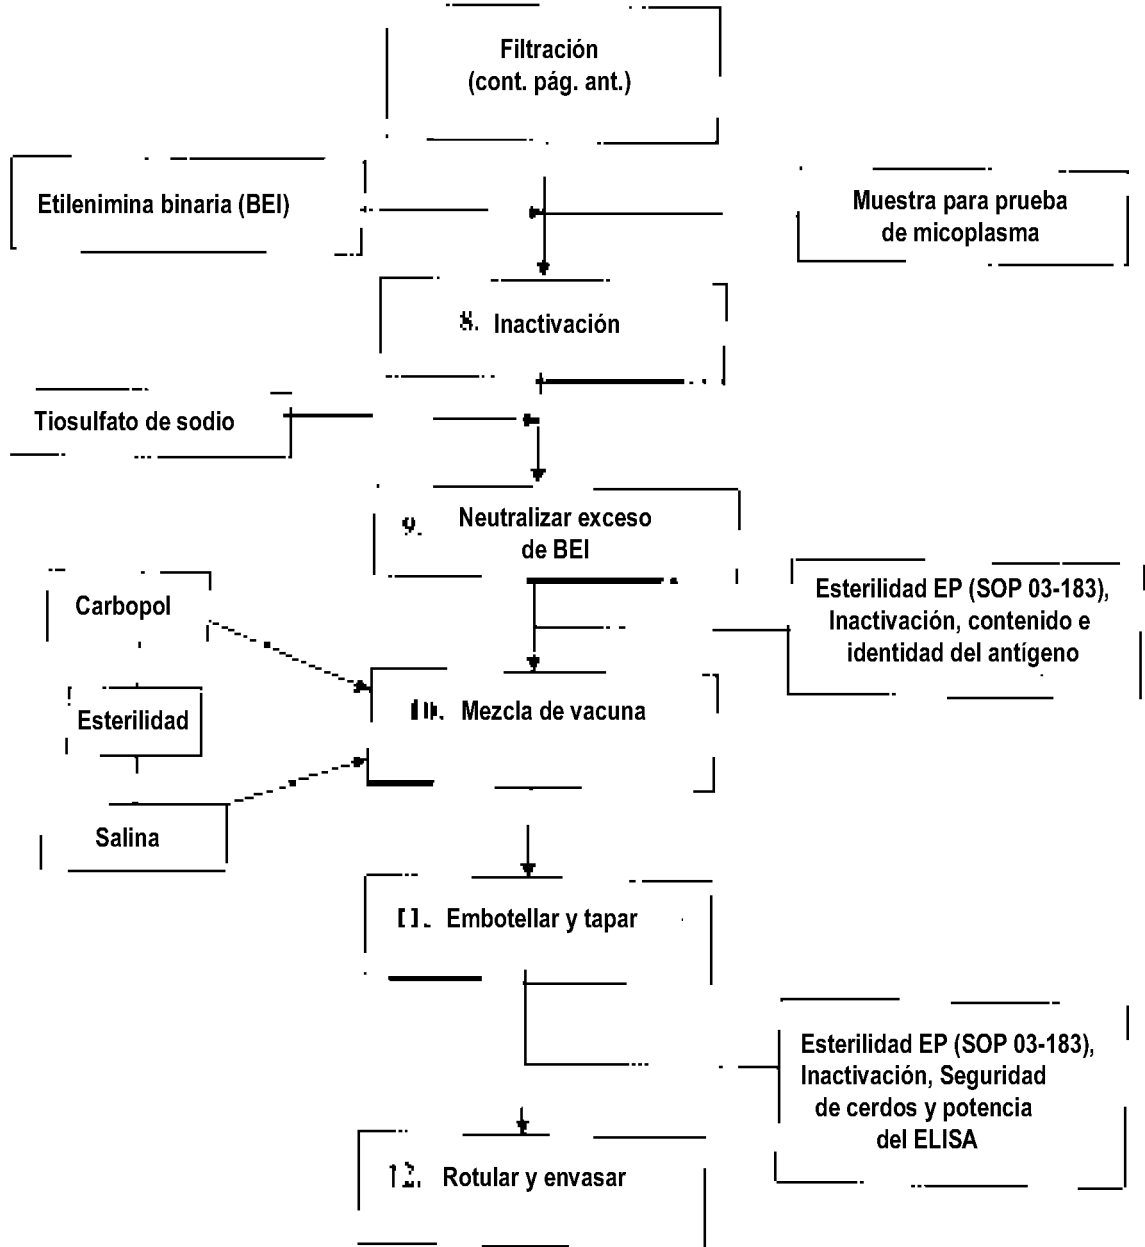 Filtración
(cont. pág. ant.)
Etilenimina binaria (BEI)
Muestra para prueba
de micoplasma
8. Inactivación
Tiosulfato de sodio
9. Neutralizar exceso
de BEI
Carbopol
Esterilidad EP (SOP 03-183),
Inactivación, contenido e
identidad del antígeno
Esterilidad
10. Mezcla de vacuna
Salina
11. Embotellar y tapar
Esterilidad EP (SOP 03-183),
Inactivación, Seguridad
de cerdos y potencia
del ELISA
12. Rotular y envasar